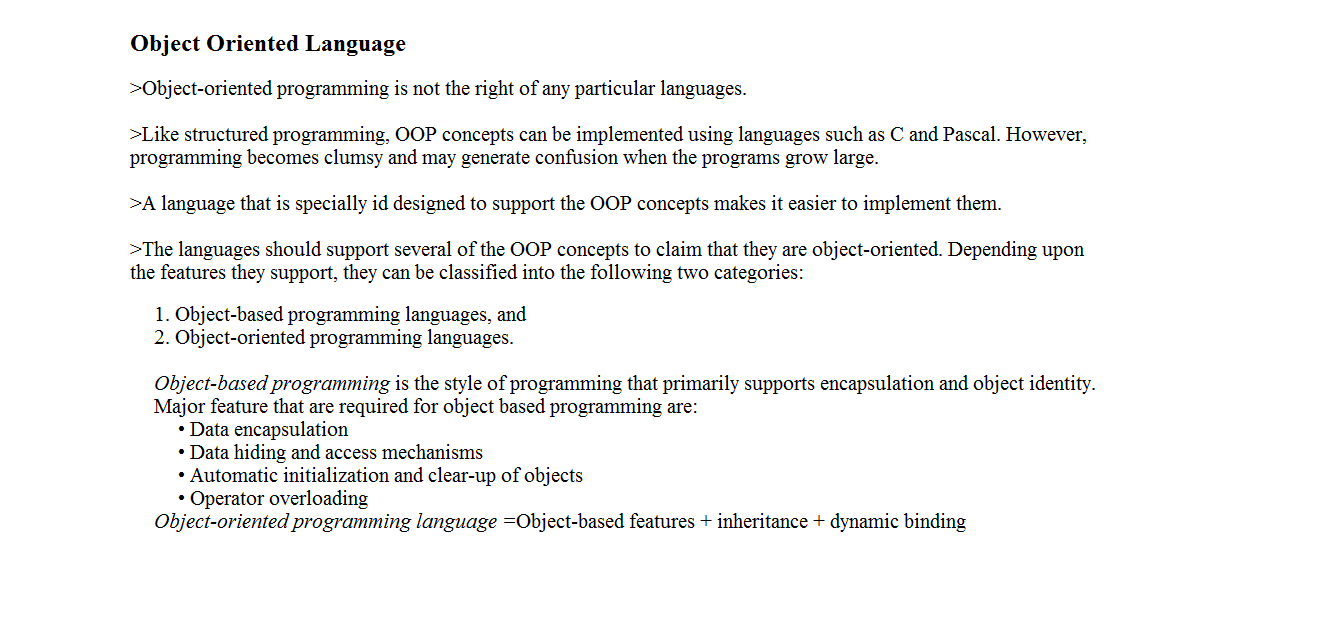 Object Oriented Language
>Object-oriented programming is not the right of any particular languages.
>Like structured programming, OOP concepts can be implemented using languages such as C and Pascal. However,
programming becomes clumsy and may generate confusion when the programs grow large.
>A language that is specially id designed to support the OOP concepts makes it easier to implement them.
>The languages should support several of the OOP concepts to claim that they are object-oriented. Depending upon
the features they support, they can be classified into the following two categories:
1. Object-based programming languages, and
2. Object-oriented programming languages.
Object-based programming is the style of programming that primarily supports encapsulation and object identity.
Major feature that are required for object based programming are:
• Data encapsulation
• Data hiding and access mechanisms
• Automatic initialization and clear-up of objects
• Operator overloading
Object-oriented programming language =Object-based features + inheritance + dynamic binding